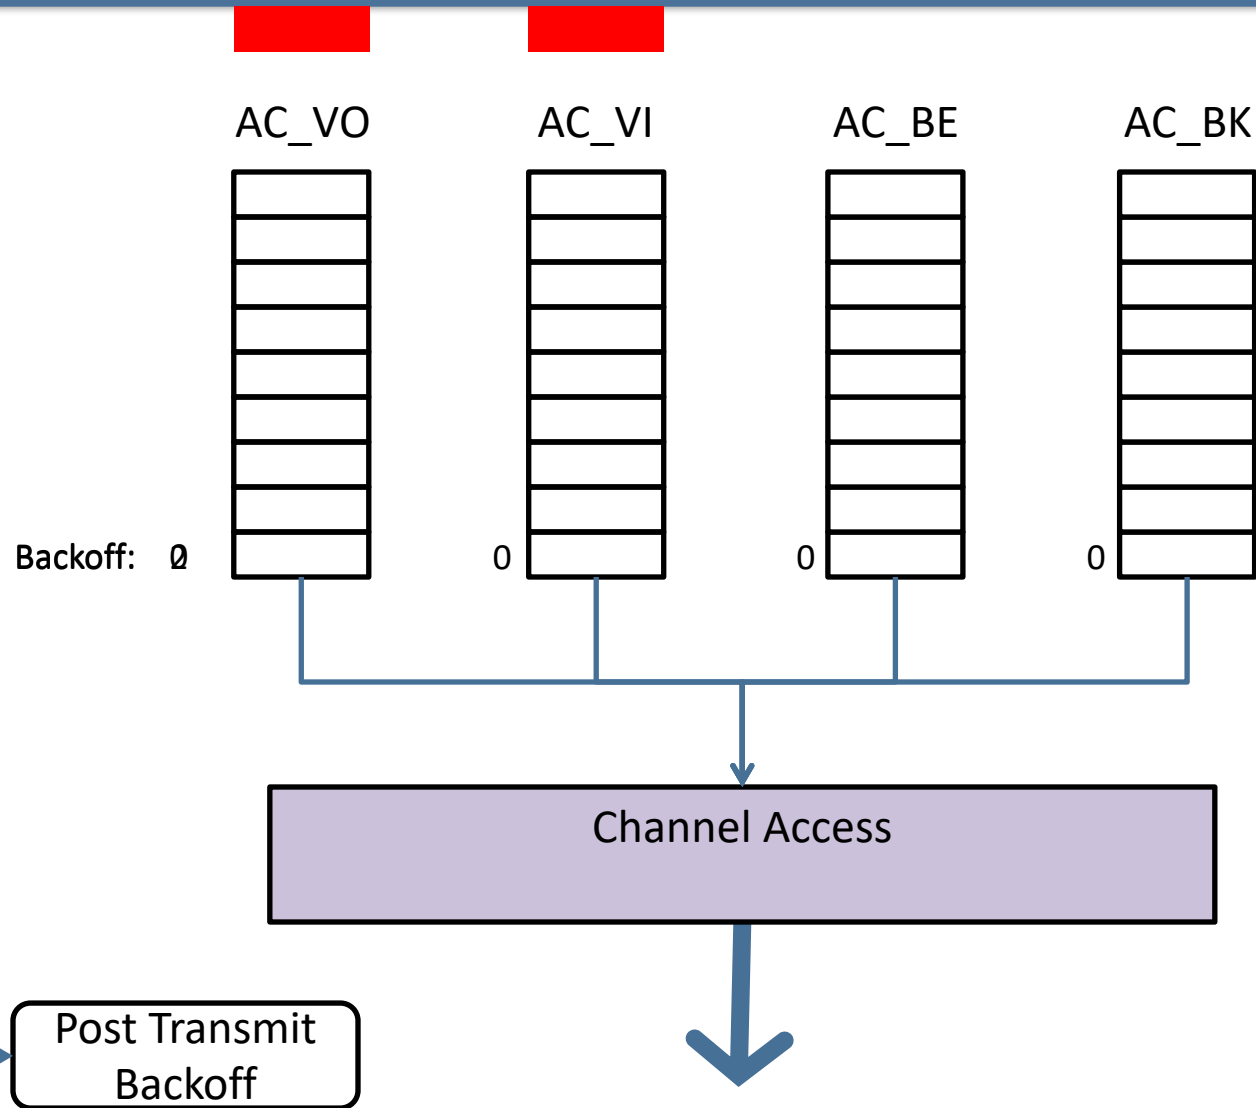 AC_VO AC_VI AC_BE AC_BK
Backoff: 0 0 0
Channel Access
Post Transmit
Backoff